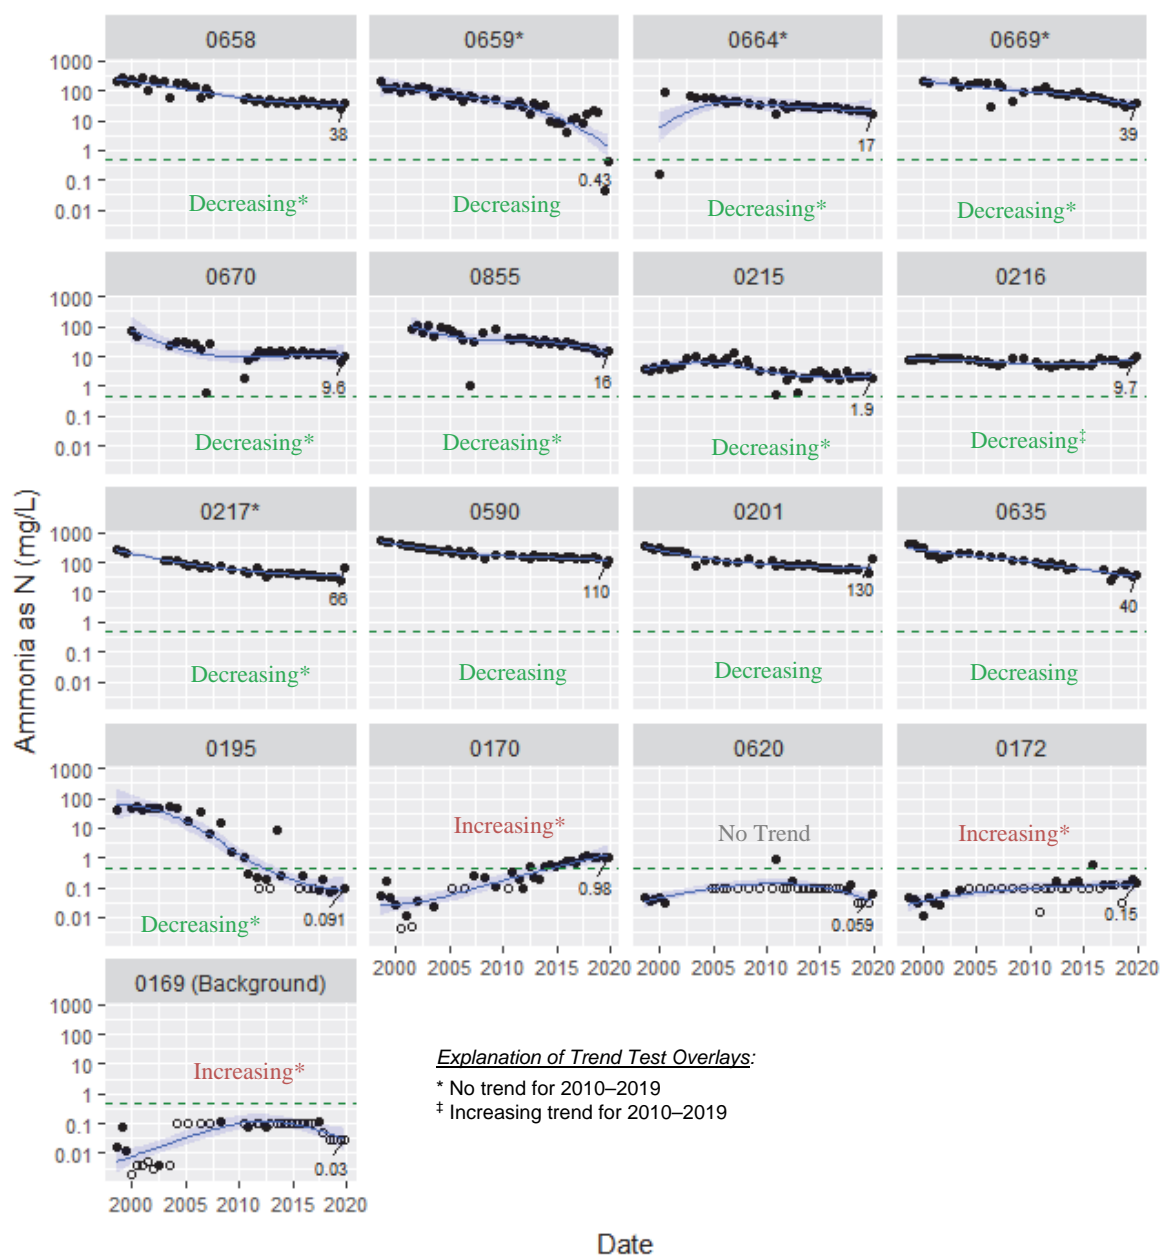 0658 0659* 0664* 0669*
1000
100
10
1
0.1
0.01
38 0.43 17 39
Decreasing* Decreasing Decreasing* Decreasing*
0670 0855 0215 0216
1000
100
10
1
0.1
0.01
9.6 16 1.9 9.7
Decreasing* Decreasing* Decreasing* Decreasing‡
Ammonia as N (mg/L)
0217* 0590 0201 0635
1000
100
10
1
0.1
0.01
66 110 130 40
Decreasing* Decreasing Decreasing Decreasing
0195 0170 0620 0172
1000
100
10
1
0.1
0.01
Increasing* No Trend Increasing*
0.091 0.98 0.059 0.15
Decreasing*
2000 2005 2010 2015 2020 2000 2005 2010 2015 2020 2000 2005 2010 2015 2020
0169 (Background)
1000
100
10
1
0.1
0.01
Increasing*
0.03
2000 2005 2010 2015 2020
Explanation of Trend Test Overlays:
* No trend for 2010–2019
‡ Increasing trend for 2010–2019
Date